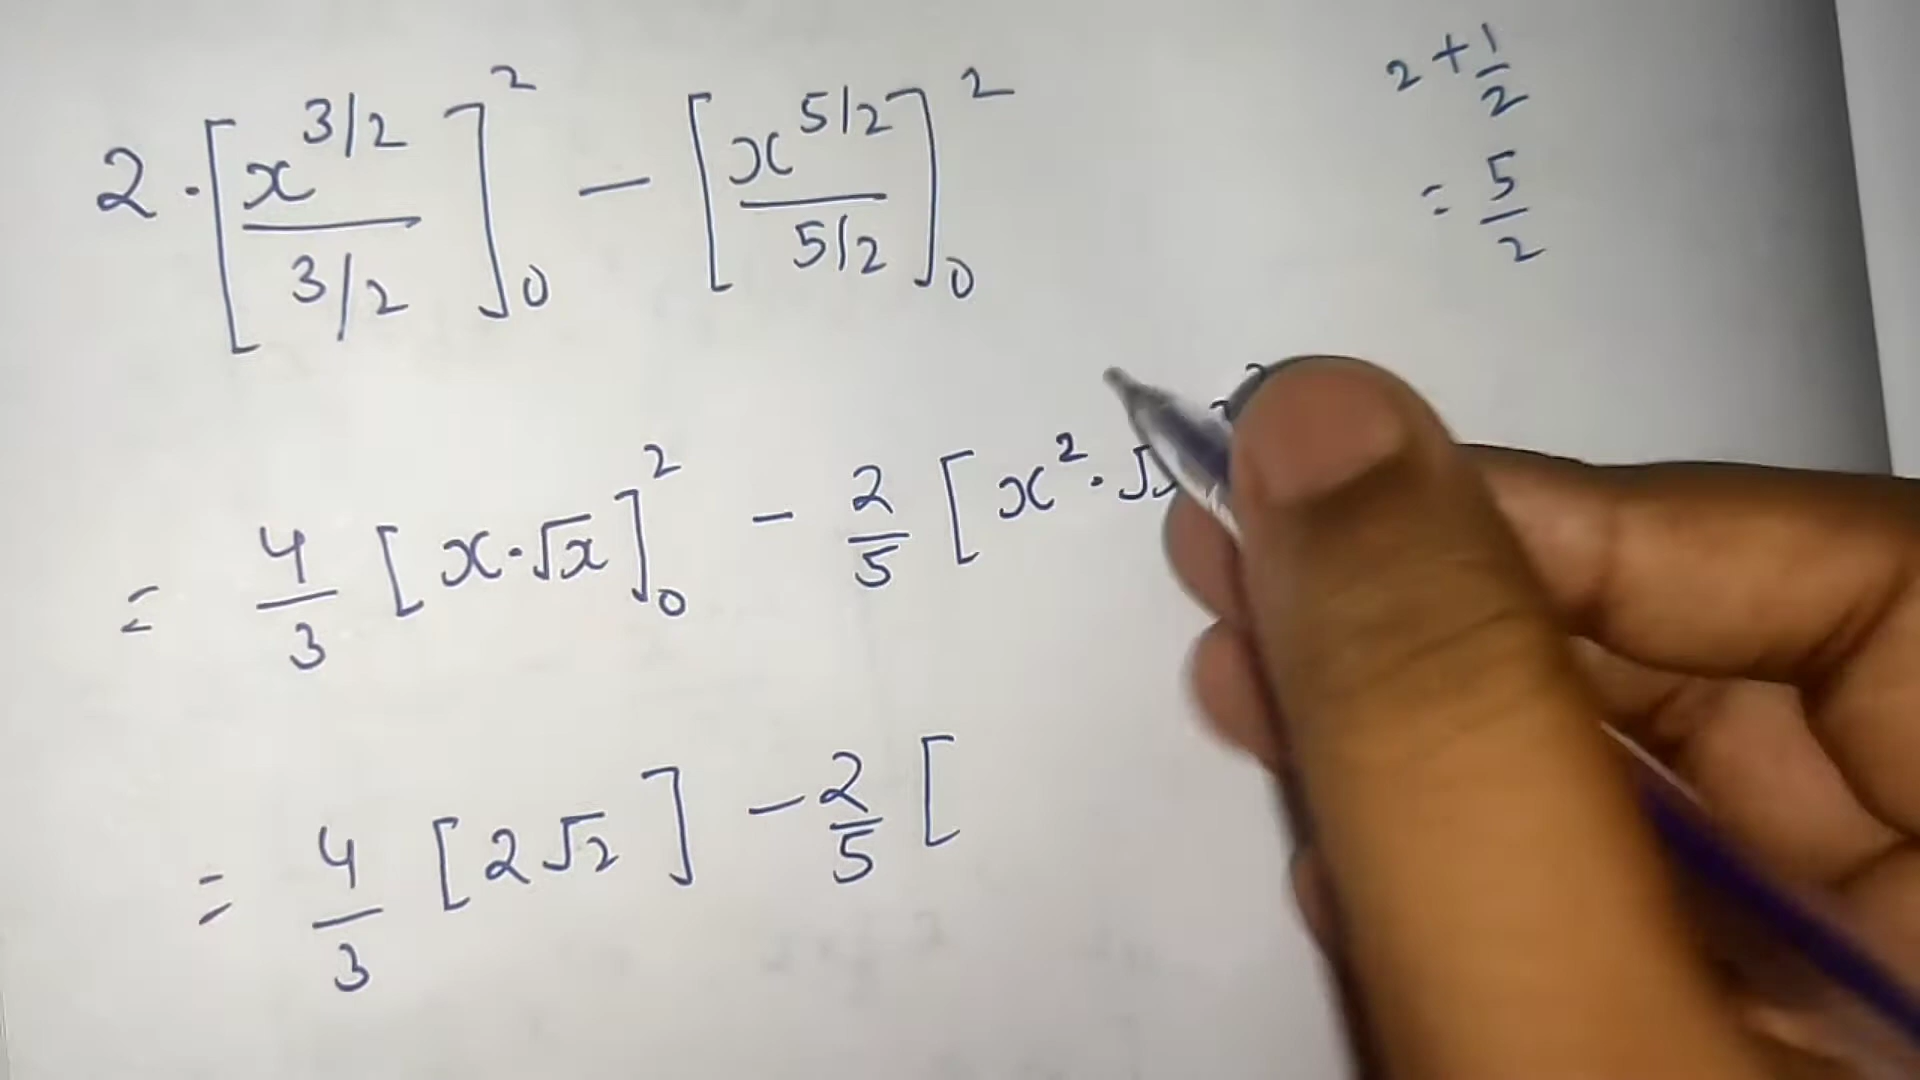 2 · [x^{3/2} / 3/2]_0^2 − [x^{5/2} / 5/2]_0^2
2 + 1/2
= 5/2
= 4/3 [x·√x]_0^2 − 2/5 [x^2 · √
= 4/3 [2√2] − 2/5 [